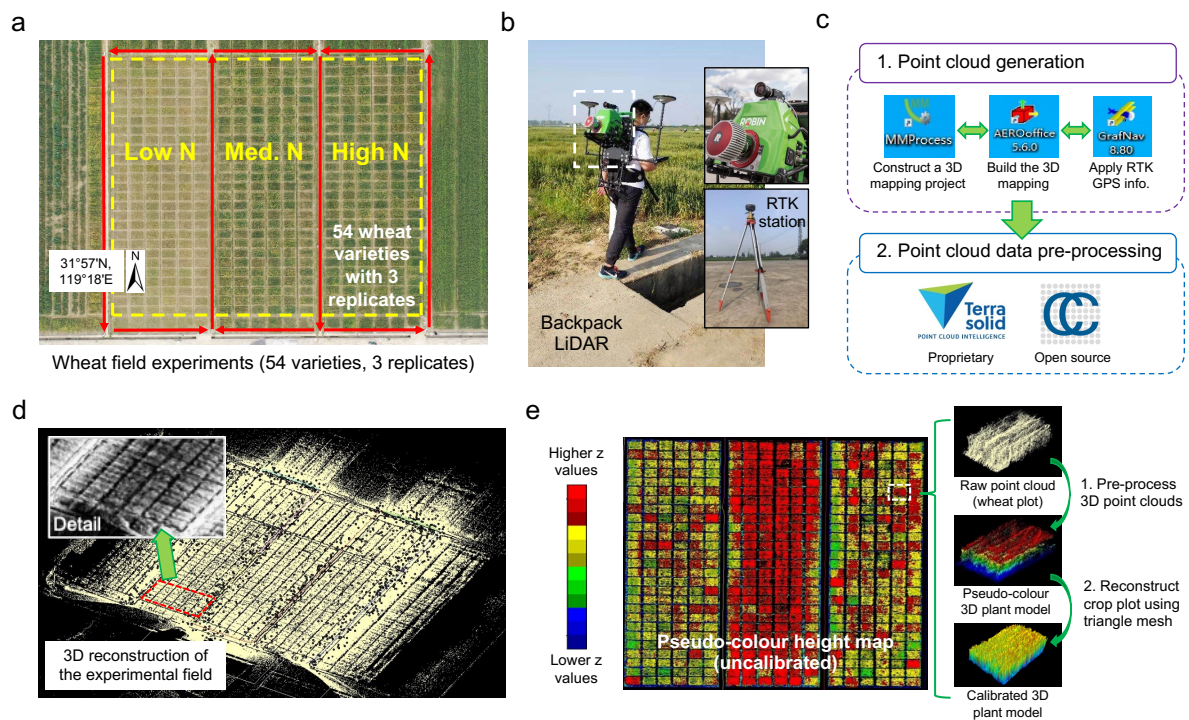 a
Low N
Med. N
High N
54 wheat
varieties
with 3
replicates
31°57'N,
119°18'E
N
Wheat field experiments (54 varieties, 3 replicates)
b
ROBIN
RTK
station
Backpack
LiDAR
c
1. Point cloud generation
MM
MMProcess
AEROoffice
5.6.0
GrafNav
8.80
Construct a 3D
mapping project
Build the 3D
mapping
Apply RTK
GPS info.
2. Point cloud data pre-processing
Terra
solid
POINT CLOUD INTELLIGENCE
CC
Proprietary
Open source
d
Detail
3D reconstruction of
the experimental field
e
Higher z
values
Lower z
values
Pseudo-colour height map
(uncalibrated)
Raw point cloud
(wheat plot)
1. Pre-process
3D point clouds
Pseudo-colour
3D plant model
2. Reconstruct
crop plot using
triangle mesh
Calibrated 3D
plant model